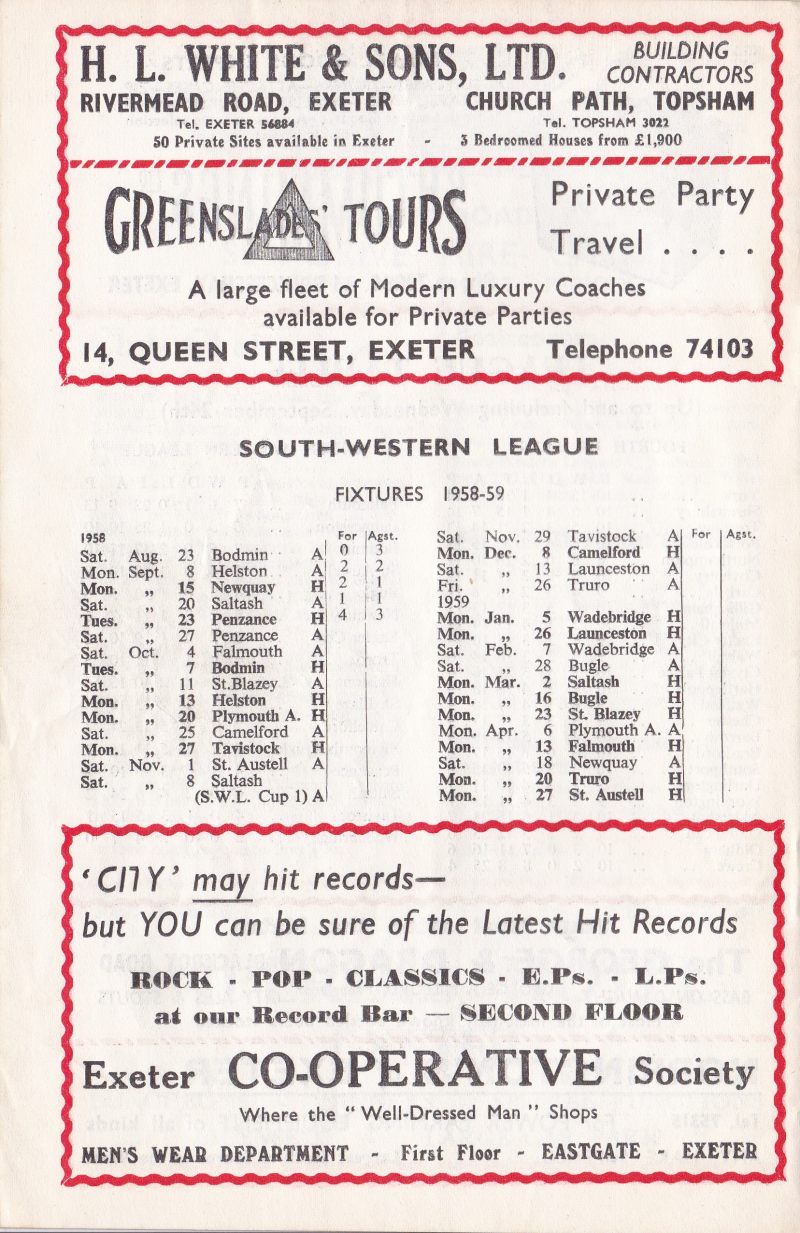 H. L. WHITE & SONS, LTD. BUILDING CONTRACTORS
RIVERMEAD ROAD, EXETER CHURCH PATH, TOPSHAM
Tel. EXETER 56884 Tel. TOPSHAM 3022
50 Private Sites available in Exeter - 3 Bedroomed Houses from £1,900
GREENSLADES' TOURS
Private Party
Travel . . . .
A large fleet of Modern Luxury Coaches
available for Private Parties
14, QUEEN STREET, EXETER Telephone 74103
SOUTH-WESTERN LEAGUE
FIXTURES 1958-59
1958 For Agst.
Sat. Aug. 23 Bodmin A 0 3
Mon. Sept. 8 Helston A 2 2
Mon. „ 15 Newquay H 2 1
Sat. „ 20 Saltash A 1 1
Tues. „ 23 Penzance H 4 3
Sat. „ 27 Penzance A
Sat. Oct. 4 Falmouth A
Tues. „ 7 Bodmin H
Sat. „ 11 St.Blazey A
Mon. „ 13 Helston H
Mon. „ 20 Plymouth A. H
Sat. „ 25 Camelford A
Mon. „ 27 Tavistock H
Sat. Nov. 1 St. Austell A
Sat. „ 8 Saltash
(S.W.L. Cup 1) A
For Agst.
Sat. Nov. 29 Tavistock A
Mon. Dec. 8 Camelford H
Sat. „ 13 Launceston A
Fri. „ 26 Truro A
1959
Mon. Jan. 5 Wadebridge H
Mon. „ 26 Launceston H
Sat. Feb. 7 Wadebridge A
Sat. „ 28 Bugle A
Mon. Mar. 2 Saltash H
Mon. „ 16 Bugle H
Mon. „ 23 St. Blazey H
Mon. Apr. 6 Plymouth A. A
Mon. „ 13 Falmouth H
Sat. „ 18 Newquay A
Mon. „ 20 Truro H
Mon. „ 27 St. Austell H
'CITY' may hit records—
but YOU can be sure of the Latest Hit Records
ROCK - POP - CLASSICS - E.Ps. - L.Ps.
at our Record Bar — SECOND FLOOR
Exeter CO-OPERATIVE Society
Where the "Well-Dressed Man" Shops
MEN'S WEAR DEPARTMENT - First Floor - EASTGATE - EXETER